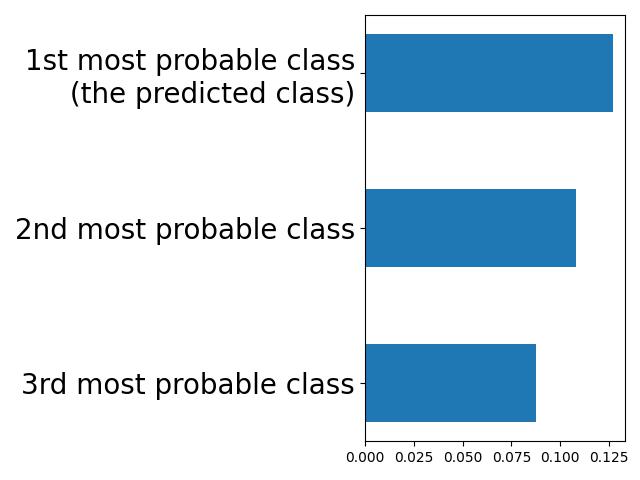 1st most probable class
(the predicted class)
2nd most probable class
3rd most probable class
0.000 0.025 0.050 0.075 0.100 0.125